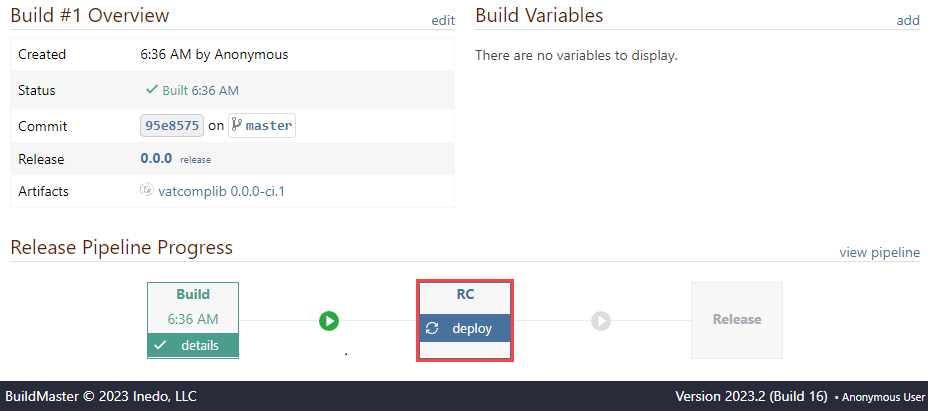 Build #1 Overview
edit
Created 6:36 AM by Anonymous
Status Built 6:36 AM
Commit 95e8575 on master
Release 0.0.0 release
Artifacts vatcomplib 0.0.0-ci.1
Build Variables
add
There are no variables to display.
Release Pipeline Progress
view pipeline
Build
6:36 AM
details
.
RC
deploy
Release
BuildMaster © 2023 Inedo, LLC
Version 2023.2 (Build 16) • Anonymous User